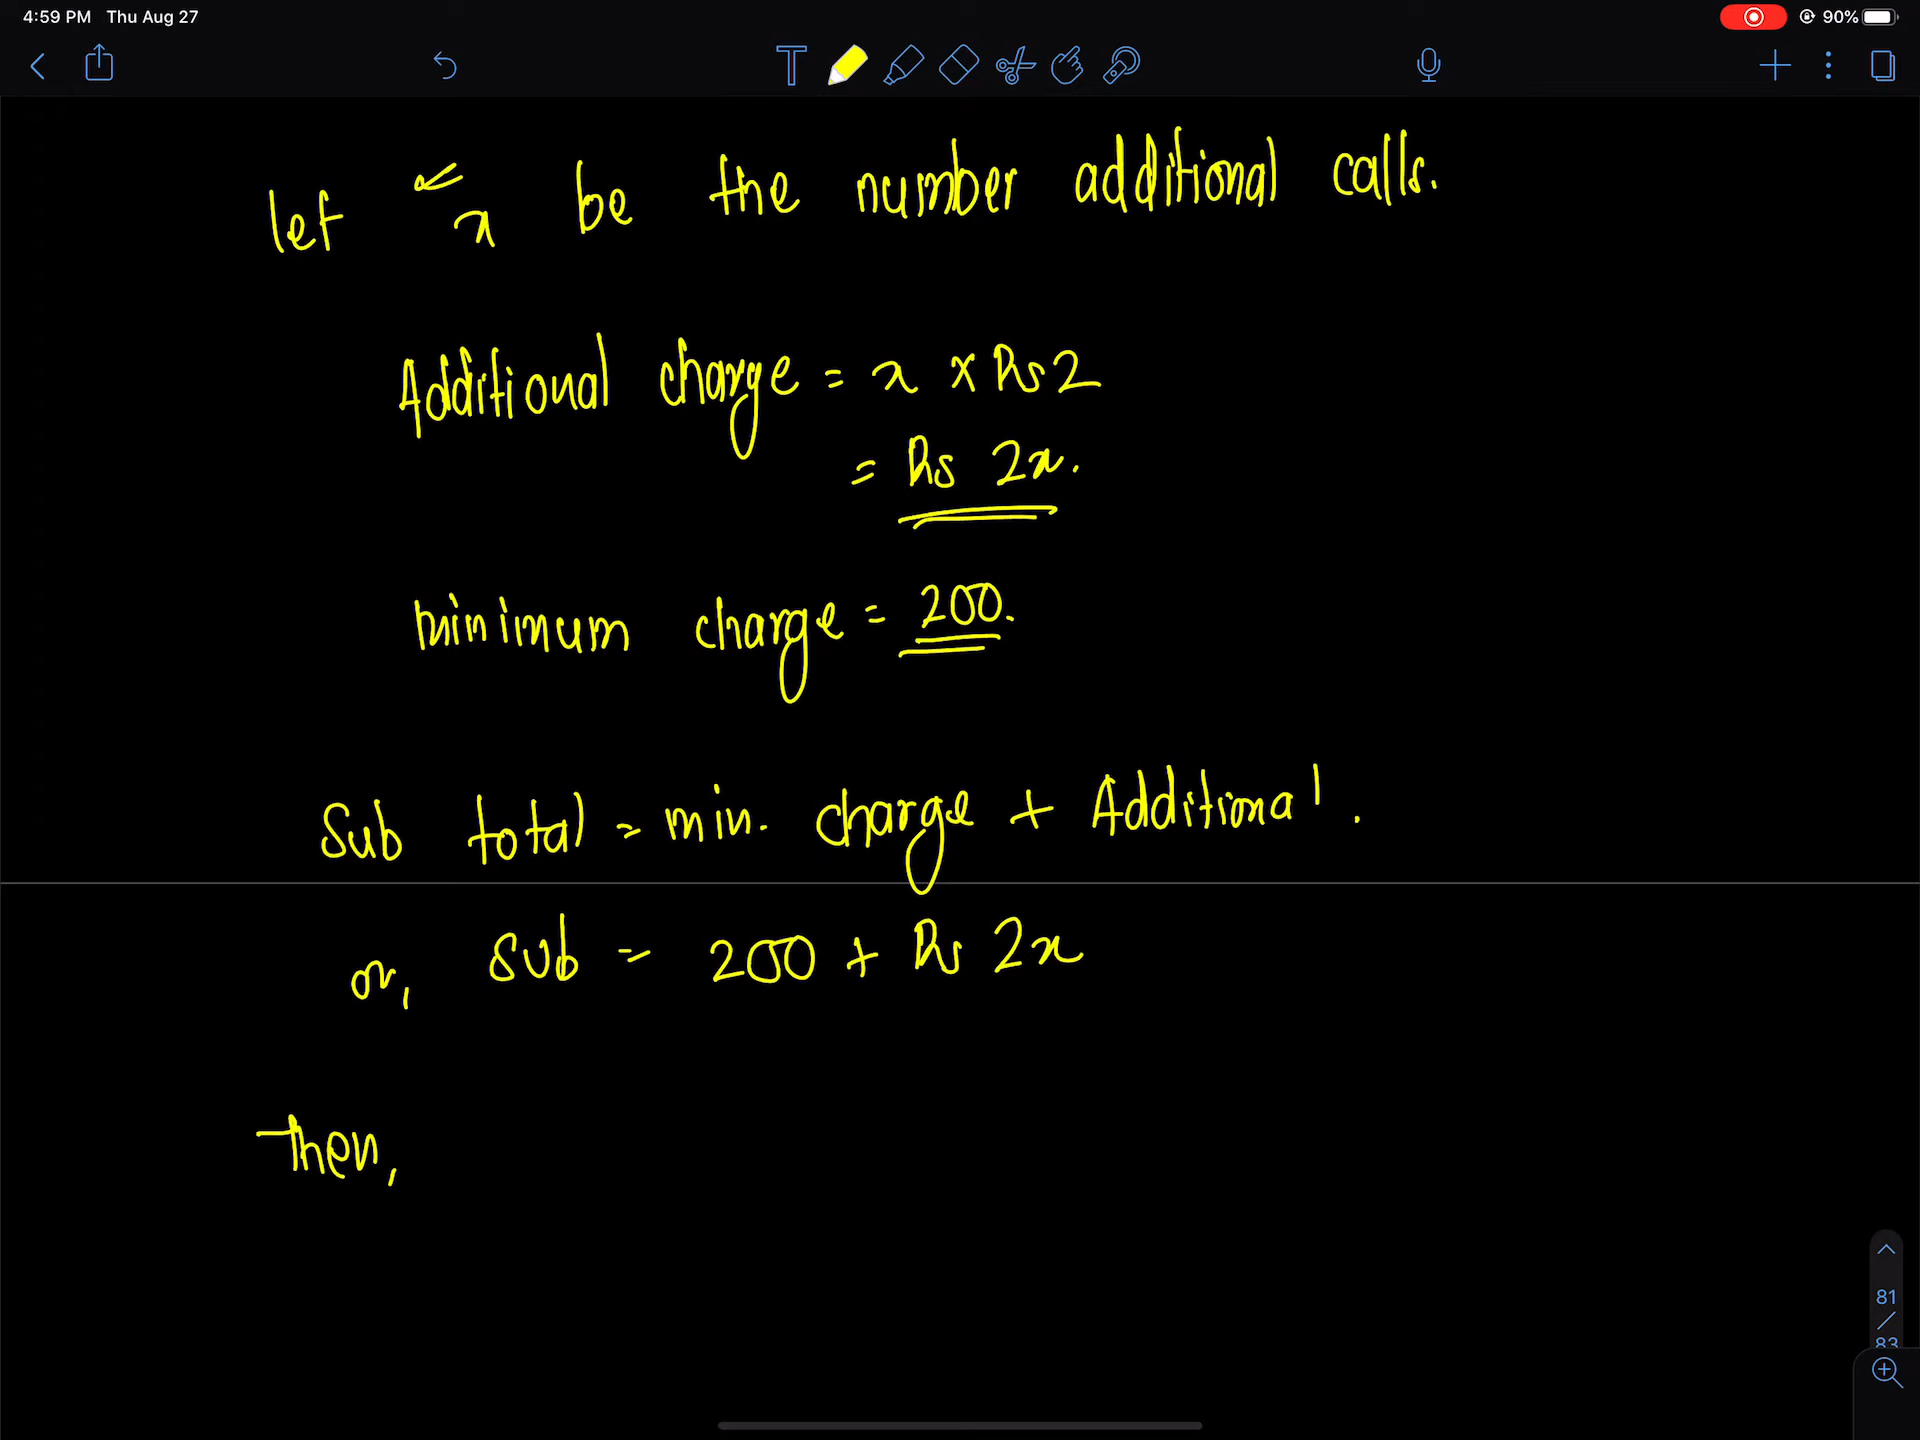 4:59 PM Thu Aug 27
90%
let x be the number additional calls.
Additional charge = x × Rs 2
= Rs 2x.
minimum charge = 200.
Sub total = min. charge + Additional.
or, sub = 200 + Rs 2x
Then,
81
/
83